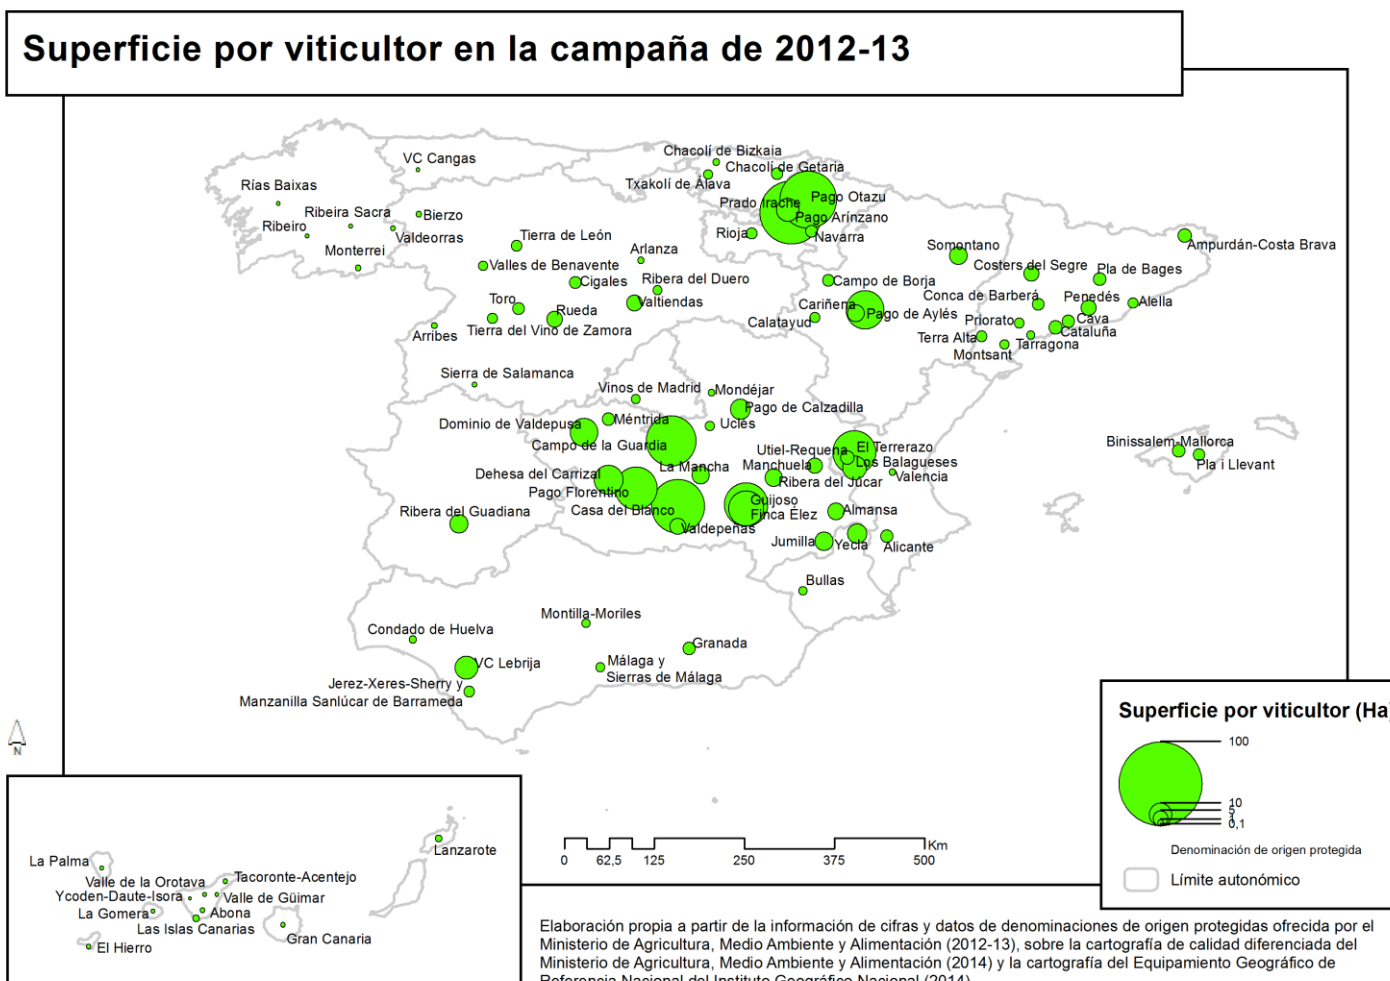 Superficie por viticultor en la campaña de 2012-13
VC Cangas
Chacolí de Bizkaia
Chacolí de Getaria
Txakolí de Álava
Rías Baixas
Ribeira Sacra
Bierzo
Ribeiro
Valdeorras
Monterrei
Prado Irache
Pago Otazu
Pago Arínzano
Rioja
Navarra
Tierra de León
Arlanza
Valles de Benavente
Cigales
Ribera del Duero
Toro
Rueda
Valtiendas
Tierra del Vino de Zamora
Arribes
Somontano
Costers del Segre
Ampurdán-Costa Brava
Pla de Bages
Campo de Borja
Cariñena
Pago de Aylés
Calatayud
Conca de Barberá
Penedés
Alella
Priorato
Cava
Cataluña
Terra Alta
Tarragona
Montsant
Sierra de Salamanca
Vinos de Madrid
Mondéjar
Dominio de Valdepusa
Méntrida
Pago de Calzadilla
Uclés
Campo de la Guardia
Utiel-Requena
El Terrerazo
Los Balagueses
Binissalem-Mallorca
Pla i Llevant
Dehesa del Carrizal
La Mancha
Manchuela
Valencia
Ribera del Júcar
Pago Florentino
Ribera del Guadiana
Casa del Blanco
Guijoso
Finca Élez
Almansa
Valdepeñas
Jumilla
Yecla
Alicante
Bullas
Montilla-Moriles
Condado de Huelva
Granada
VC Lebrija
Málaga y
Sierras de Málaga
Jerez-Xeres-Sherry y
Manzanilla Sanlúcar de Barrameda
N
Superficie por viticultor (Ha)
100
10
5
0,1
Denominación de origen protegida
Límite autonómico
Km
0 62,5 125 250 375 500
Lanzarote
La Palma
Valle de la Orotava
Tacoronte-Acentejo
Ycoden-Daute-Isora
Valle de Güimar
La Gomera
Abona
Las Islas Canarias
Gran Canaria
El Hierro
Elaboración propia a partir de la información de cifras y datos de denominaciones de origen protegidas ofrecida por el
Ministerio de Agricultura, Medio Ambiente y Alimentación (2012-13), sobre la cartografía de calidad diferenciada del
Ministerio de Agricultura, Medio Ambiente y Alimentación (2014) y la cartografía del Equipamiento Geográfico de
Referencia Nacional del Instituto Geográfico Nacional (2014)